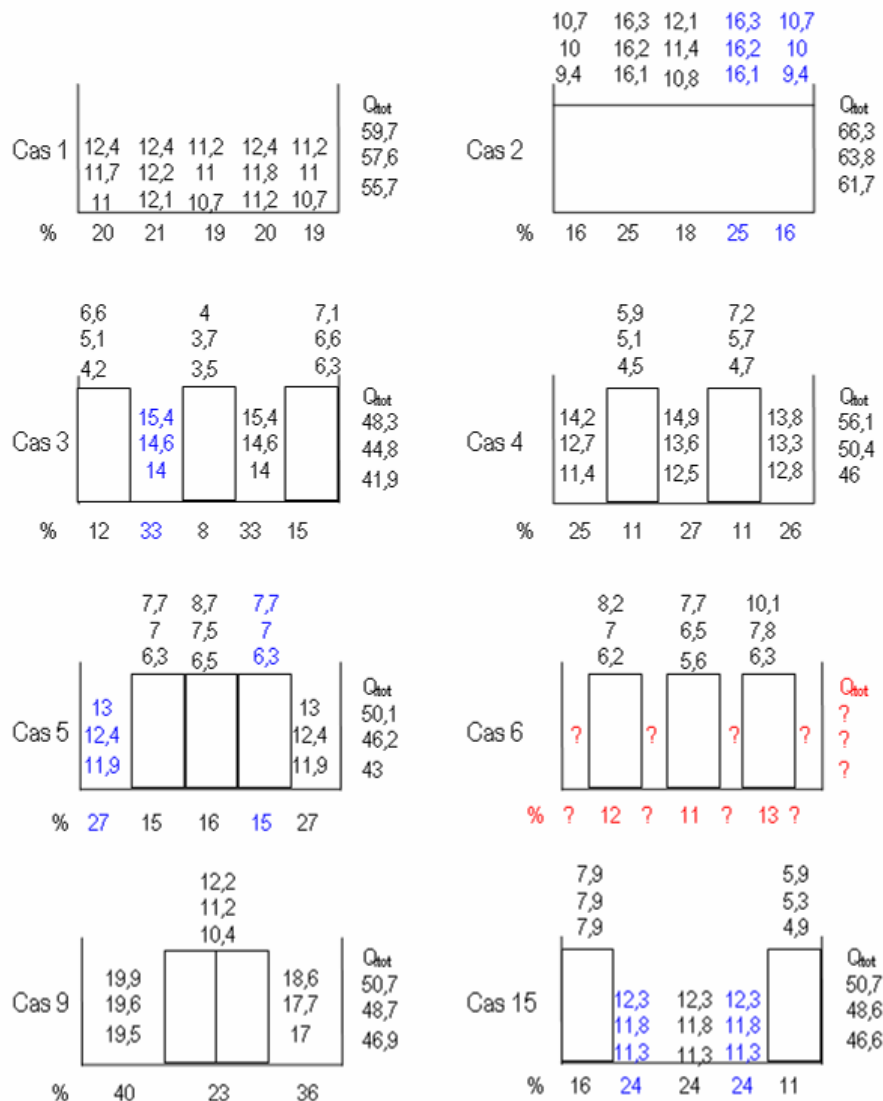 10,7 16,3 12,1 16,3 10,7
10 16,2 11,4 16,2 10
9,4 16,1 10,8 16,1 9,4
Cas 1
12,4 12,4 11,2 12,4 11,2
11,7 12,2 11 11,8 11
11 12,1 10,7 11,2 10,7
Qtot
59,7
57,6
55,7
% 20 21 19 20 19
Cas 2
Qtot
66,3
63,8
61,7
% 16 25 18 25 16
6,6 4 7,1
5,1 3,7 6,6
4,2 3,5 6,3
Cas 3
15,4 15,4
14,6 14,6
14 14
Qtot
48,3
44,8
41,9
% 12 33 8 33 15
5,9 7,2
5,1 5,7
4,5 4,7
Cas 4
14,2 14,9 13,8
12,7 13,6 13,3
11,4 12,5 12,8
Qtot
56,1
50,4
46
% 25 11 27 11 26
7,7 8,7 7,7
7 7,5 7
6,3 6,5 6,3
Cas 5
13 13
12,4 12,4
11,9 11,9
Qtot
50,1
46,2
43
% 27 15 16 15 27
8,2 7,7 10,1
7 6,5 7,8
6,2 5,6 6,3
Cas 6
? ? ? ?
Qtot
?
?
?
% ? 12 ? 11 ? 13 ?
12,2
11,2
10,4
Cas 9
19,9 18,6
19,6 17,7
19,5 17
Qtot
50,7
48,7
46,9
% 40 23 36
7,9 5,9
7,9 5,3
7,9 4,9
Cas 15
12,3 12,3 12,3
11,8 11,8 11,8
11,3 11,3 11,3
Qtot
50,7
48,6
46,6
% 16 24 24 24 11